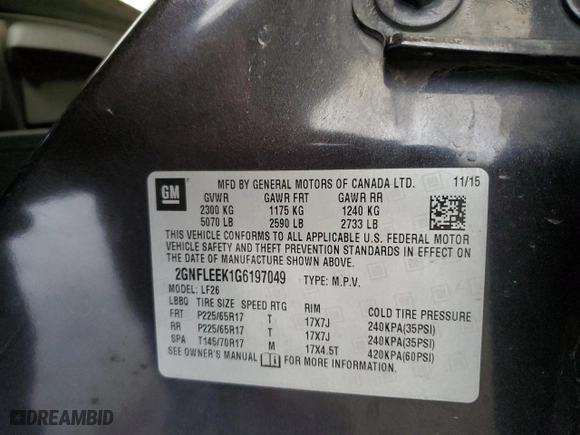 GM
MFD BY GENERAL MOTORS OF CANADA LTD. 11/15
GVWR GAWR FRT GAWR RR
2300 KG 1175 KG 1240 KG
5070 LB 2590 LB 2733 LB
THIS VEHICLE CONFORMS TO ALL APPLICABLE U.S. FEDERAL MOTOR
VEHICLE SAFETY AND THEFT PREVENTION STANDARDS IN EFFECT ON
THE DATE OF MANUFACTURE SHOWN ABOVE.
2GNFLEEK1G6197049 TYPE: M.P.V.
MODEL: LF26
LBBQ TIRE SIZE SPEED RTG RIM COLD TIRE PRESSURE
FRT P225/65R17 T 17X7J 240KPA(35PSI)
RR P225/65R17 T 17X7J 240KPA(35PSI)
SPA T145/70R17 M 17X4.5T 420KPA(60PSI)
SEE OWNER'S MANUAL FOR MORE INFORMATION.
DREAMBID